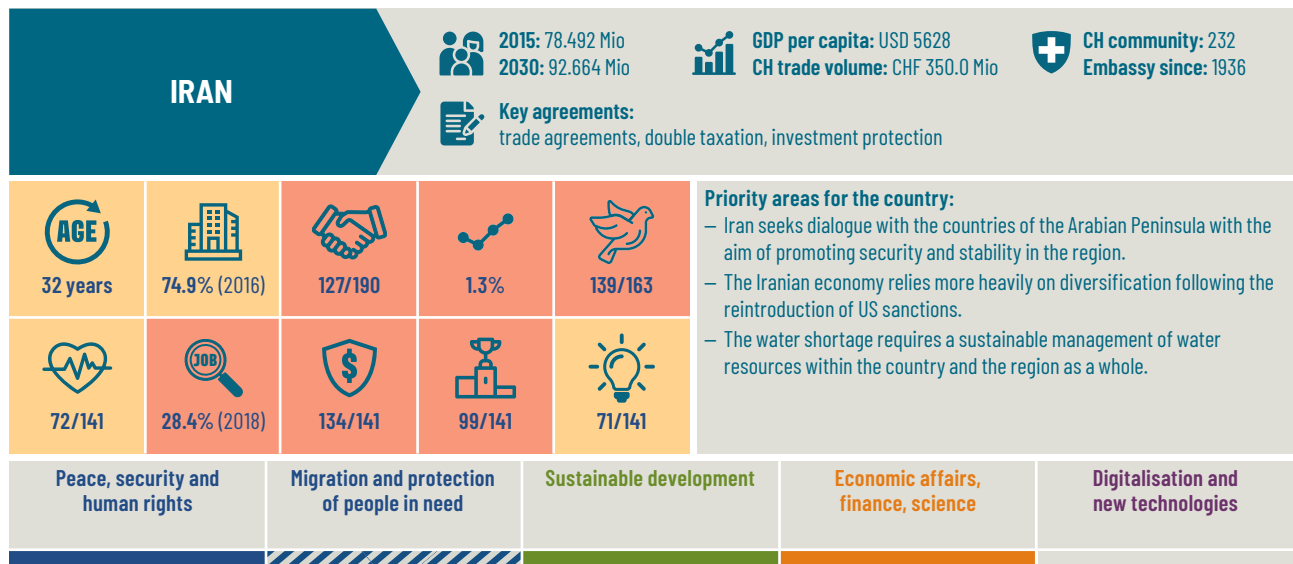 IRAN
2015: 78.492 Mio
2030: 92.664 Mio
GDP per capita: USD 5628
CH trade volume: CHF 350.0 Mio
CH community: 232
Embassy since: 1936
Key agreements:
trade agreements, double taxation, investment protection
AGE
32 years
74.9% (2016)
127/190
1.3%
139/163
72/141
JOB
28.4% (2018)
$
134/141
99/141
71/141
Priority areas for the country:
– Iran seeks dialogue with the countries of the Arabian Peninsula with the
aim of promoting security and stability in the region.
– The Iranian economy relies more heavily on diversification following the
reintroduction of US sanctions.
– The water shortage requires a sustainable management of water
resources within the country and the region as a whole.
Peace, security and
human rights
Migration and protection
of people in need
Sustainable development
Economic affairs,
finance, science
Digitalisation and
new technologies